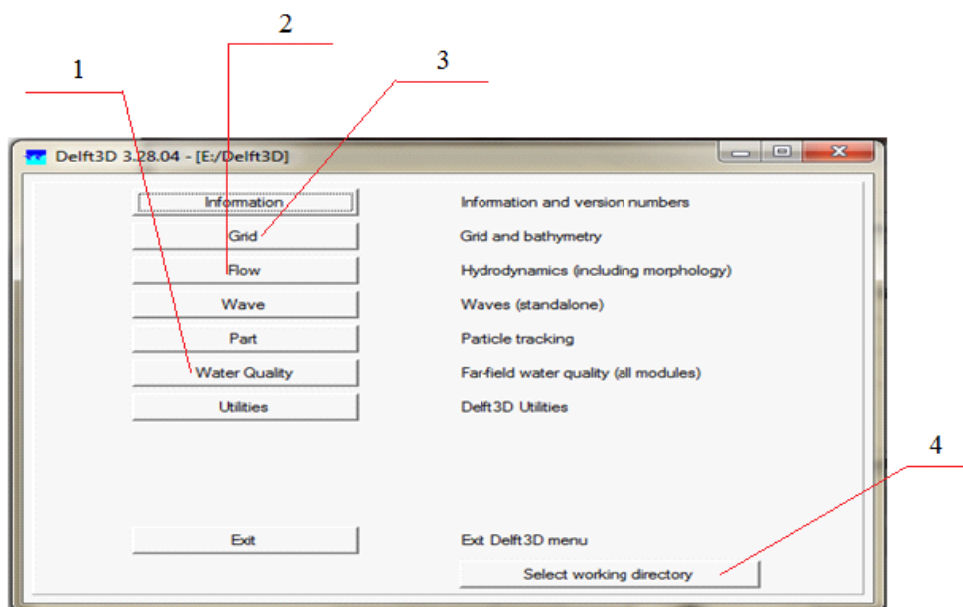 2
1
3
Delft3D 3.28.04 - [E:/Delft3D]
Information Information and version numbers
Grid Grid and bathymetry
Flow Hydrodynamics (including morphology)
Wave Waves (standalone)
Part Particle tracking
Water Quality Far-field water quality (all modules)
Utilities Delft3D Utilities
4
Exit Exit Delft3D menu
Select working directory